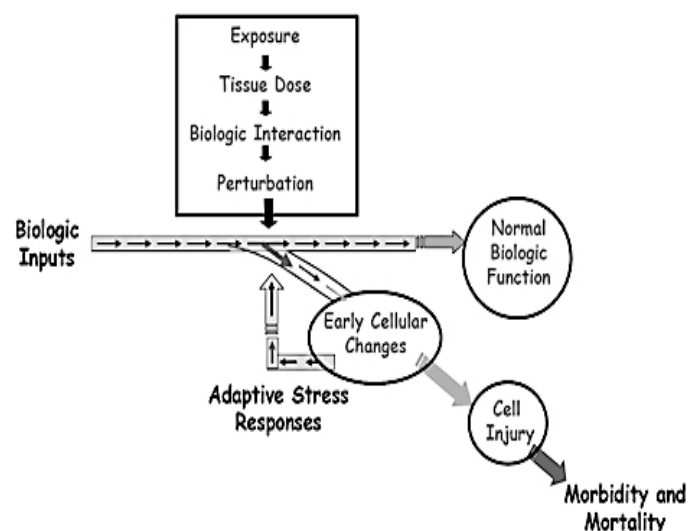 Exposure
Tissue Dose
Biologic Interaction
Perturbation
Biologic
Inputs
Normal
Biologic
Function
Early Cellular
Changes
Adaptive Stress
Responses
Cell
Injury
Morbidity and
Mortality